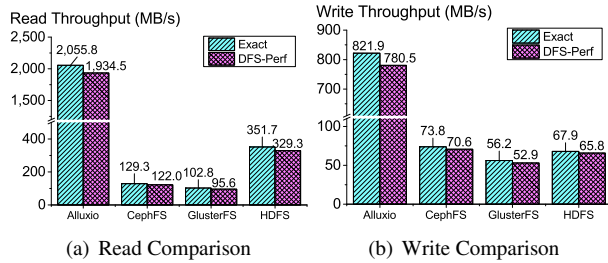 Read Throughput (MB/s)
2,500
2,000
1,500
400
200
0
2,055.8
1,934.5
129.3
122.0
102.8
95.6
351.7
329.3
Exact
DFS-Perf
Alluxio CephFS GlusterFS HDFS
(a) Read Comparison
Write Throughput (MB/s)
900
800
700
100
50
0
821.9
780.5
73.8
70.6
56.2
52.9
67.9
65.8
Exact
DFS-Perf
Alluxio CephFS GlusterFS HDFS
(b) Write Comparison